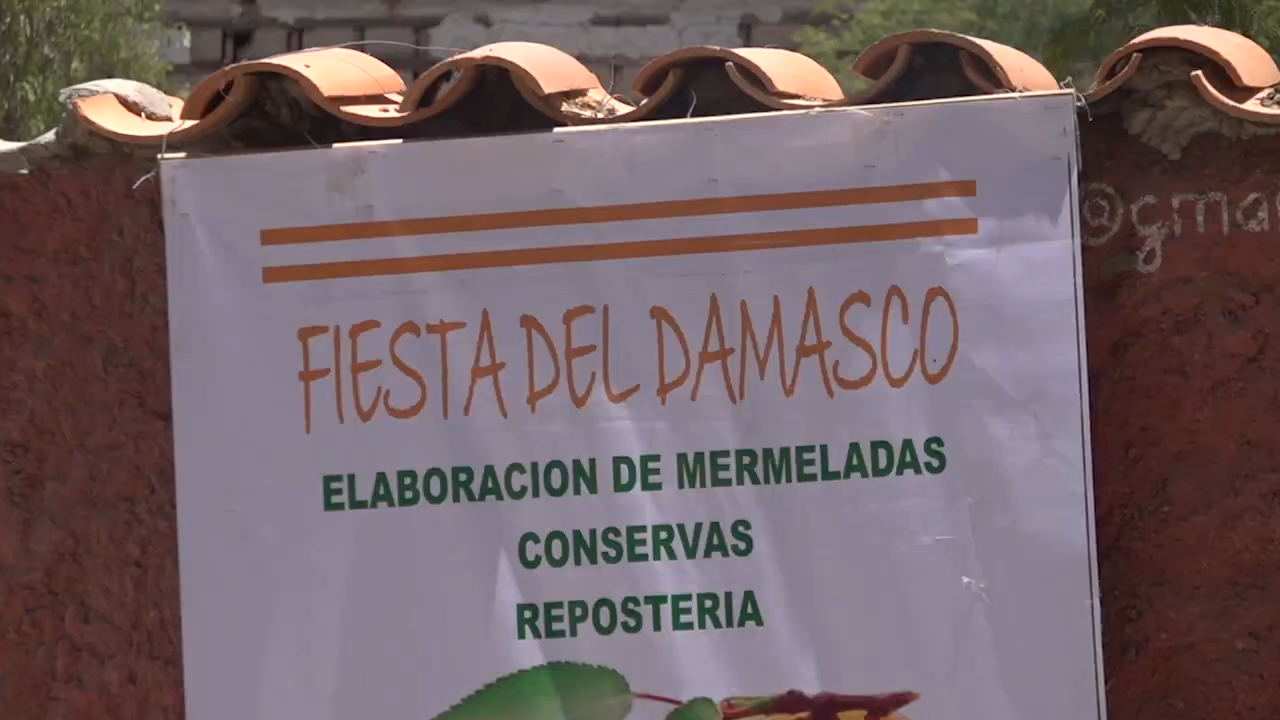 FIESTA DEL DAMASCO
ELABORACION DE MERMELADAS
CONSERVAS
REPOSTERIA